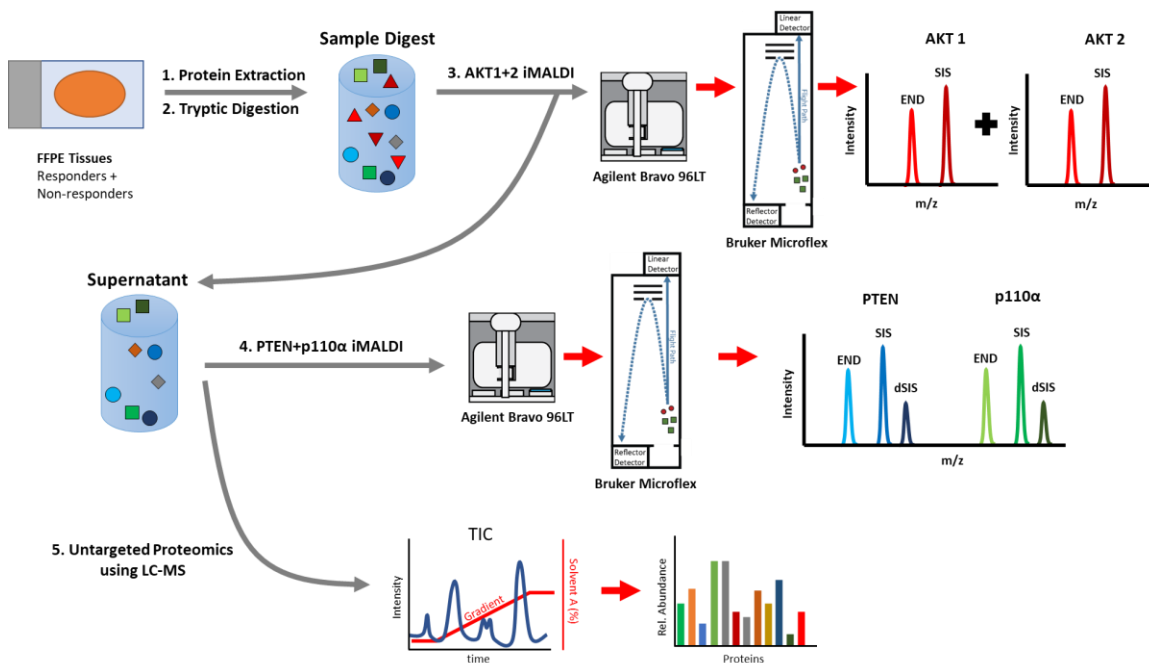 Sample Digest
1. Protein Extraction
2. Tryptic Digestion
FFPE Tissues
Responders +
Non-responders
3. AKT1+2 iMALDI
Agilent Bravo 96LT
Linear
Detector
Flight Path
Reflector
Detector
Bruker Microflex
AKT 1
AKT 2
Intensity
END
SIS
m/z
Intensity
END
SIS
m/z
Supernatant
4. PTEN+p110α iMALDI
Agilent Bravo 96LT
Linear
Detector
Flight Path
Reflector
Detector
Bruker Microflex
PTEN
p110α
Intensity
END
SIS
dSIS
END
SIS
dSIS
m/z
5. Untargeted Proteomics
using LC-MS
TIC
Intensity
Gradient
Solvent A (%)
time
Rel. Abundance
Proteins